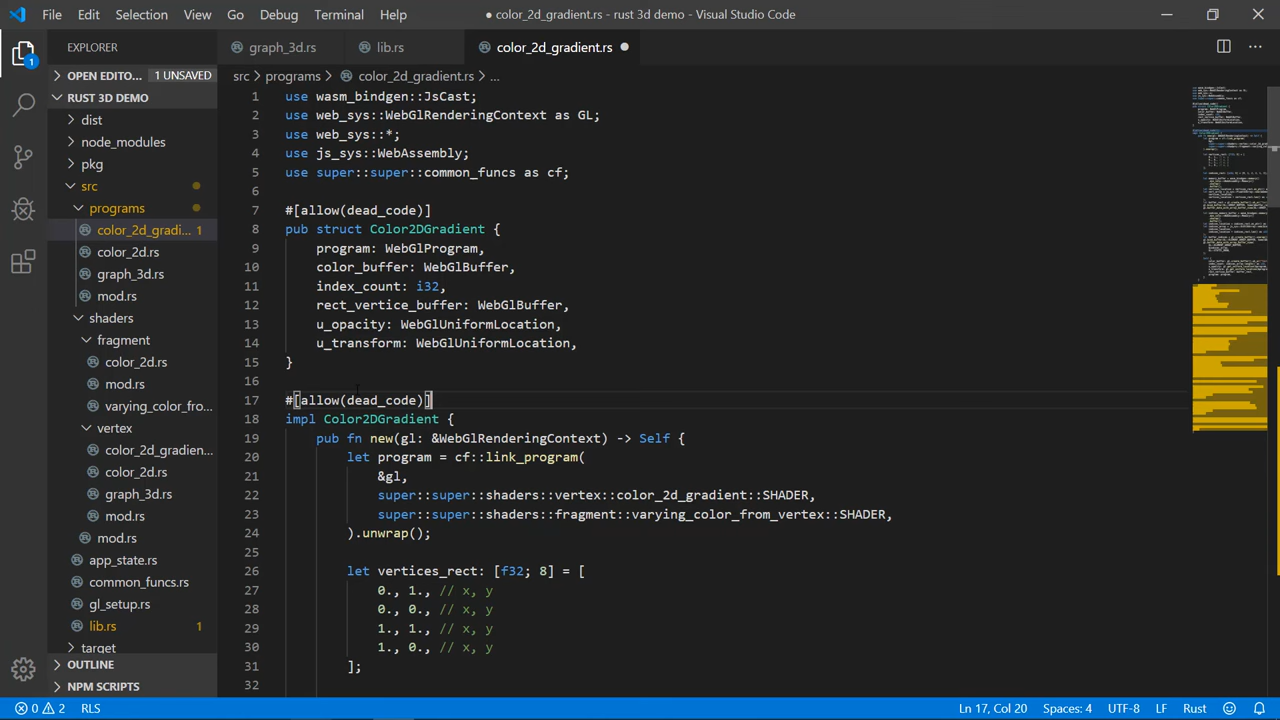 File Edit Selection View Go Debug Terminal Help
● color_2d_gradient.rs - rust 3d demo - Visual Studio Code
EXPLORER
graph_3d.rs
lib.rs
color_2d_gradient.rs
OPEN EDITO... 1 UNSAVED
src > programs > color_2d_gradient.rs > ...
RUST 3D DEMO
dist
node_modules
pkg
src
programs
color_2d_gradi... 1
color_2d.rs
graph_3d.rs
mod.rs
shaders
fragment
color_2d.rs
mod.rs
varying_color_fro...
vertex
color_2d_gradien...
color_2d.rs
graph_3d.rs
mod.rs
mod.rs
app_state.rs
common_funcs.rs
gl_setup.rs
lib.rs 1
target
OUTLINE
NPM SCRIPTS
1 use wasm_bindgen::JsCast;
2 use web_sys::WebGlRenderingContext as GL;
3 use web_sys::*;
4 use js_sys::WebAssembly;
5 use super::super::common_funcs as cf;
6
7 #[allow(dead_code)]
8 pub struct Color2DGradient {
9 program: WebGlProgram,
10 color_buffer: WebGlBuffer,
11 index_count: i32,
12 rect_vertice_buffer: WebGlBuffer,
13 u_opacity: WebGlUniformLocation,
14 u_transform: WebGlUniformLocation,
15 }
16
17 #[allow(dead_code)]
18 impl Color2DGradient {
19 pub fn new(gl: &WebGlRenderingContext) -> Self {
20 let program = cf::link_program(
21 &gl,
22 super::super::shaders::vertex::color_2d_gradient::SHADER,
23 super::super::shaders::fragment::varying_color_from_vertex::SHADER,
24 ).unwrap();
25
26 let vertices_rect: [f32; 8] = [
27 0., 1., // x, y
28 0., 0., // x, y
29 1., 1., // x, y
30 1., 0., // x, y
31 ];
32
1
0 2 RLS
Ln 17, Col 20 Spaces: 4 UTF-8 LF Rust